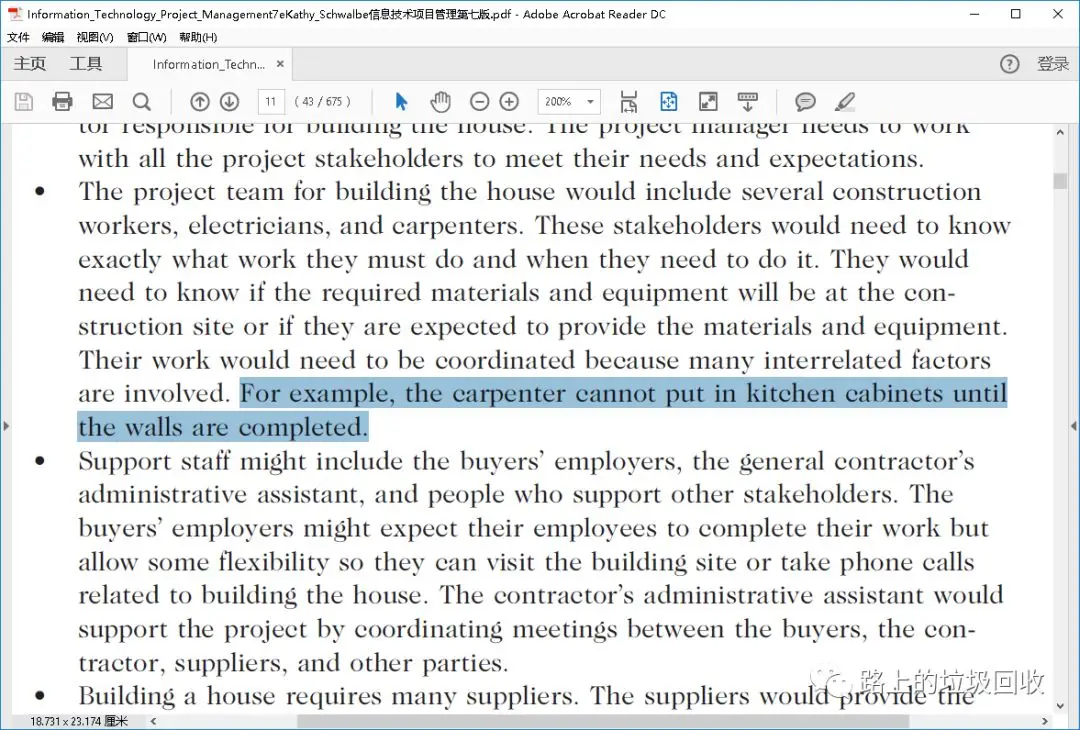 Information_Technology_Project_Management7eKathy_Schwalbe信息技术项目管理第七版.pdf - Adobe Acrobat Reader DC
文件 编辑 视图(V) 窗口(W) 帮助(H)
主页 工具 Information_Techn... × 登录
11 (43 / 675) 200%
tor responsible for building the house. The project manager needs to work
with all the project stakeholders to meet their needs and expectations.
• The project team for building the house would include several construction
workers, electricians, and carpenters. These stakeholders would need to know
exactly what work they must do and when they need to do it. They would
need to know if the required materials and equipment will be at the con-
struction site or if they are expected to provide the materials and equipment.
Their work would need to be coordinated because many interrelated factors
are involved. For example, the carpenter cannot put in kitchen cabinets until
the walls are completed.
• Support staff might include the buyers’ employers, the general contractor’s
administrative assistant, and people who support other stakeholders. The
buyers’ employers might expect their employees to complete their work but
allow some flexibility so they can visit the building site or take phone calls
related to building the house. The contractor’s administrative assistant would
support the project by coordinating meetings between the buyers, the con-
tractor, suppliers, and other parties.
• Building a house requires many suppliers. The suppliers would provide the
路上的垃圾回收
18.731 x 23.174 厘米